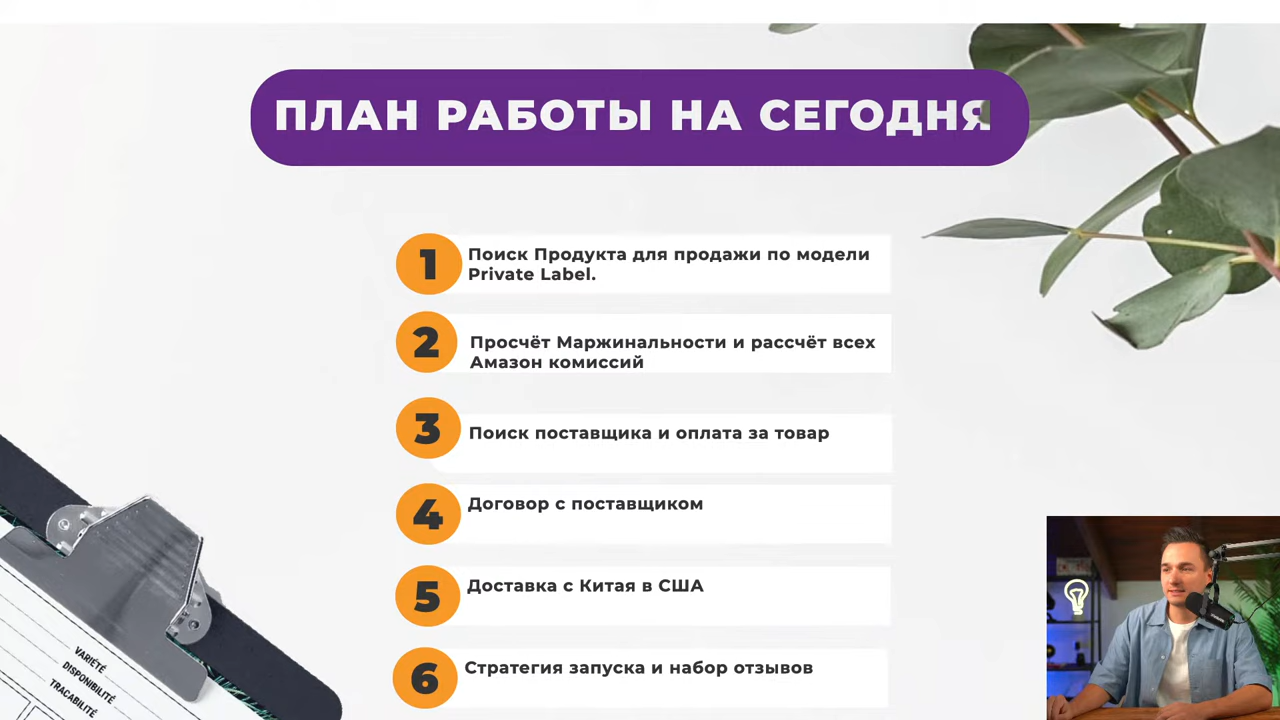 ПЛАН РАБОТЫ НА СЕГОДНЯ
1
Поиск Продукта для продажи по модели
Private Label.
2
Просчёт Маржинальности и рассчёт всех
Амазон комиссий
3
Поиск поставщика и оплата за товар
4
Договор с поставщиком
5
Доставка с Китая в США
6
Стратегия запуска и набор отзывов
VARIÉTÉ
DISPONIBILITÉ
TRACABILITÉ